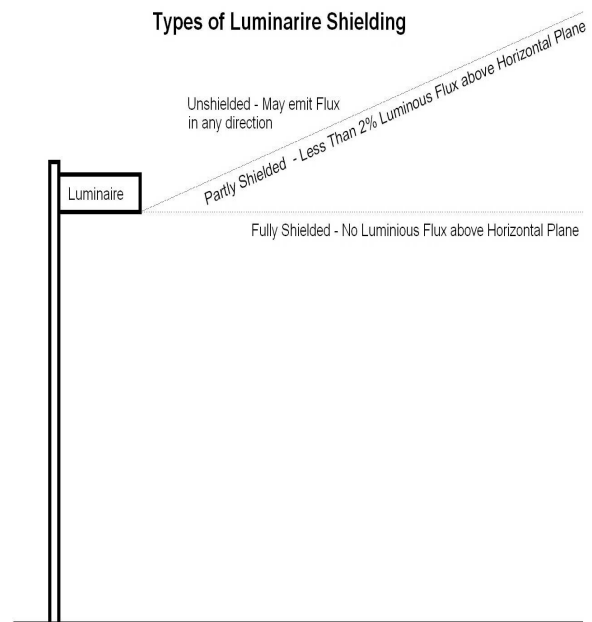 Types of Luminarire Shielding
Unshielded - May emit Flux
in any direction
Partly Shielded - Less Than 2% Luminous Flux above Horizontal Plane
Luminaire
Fully Shielded - No Luminious Flux above Horizontal Plane